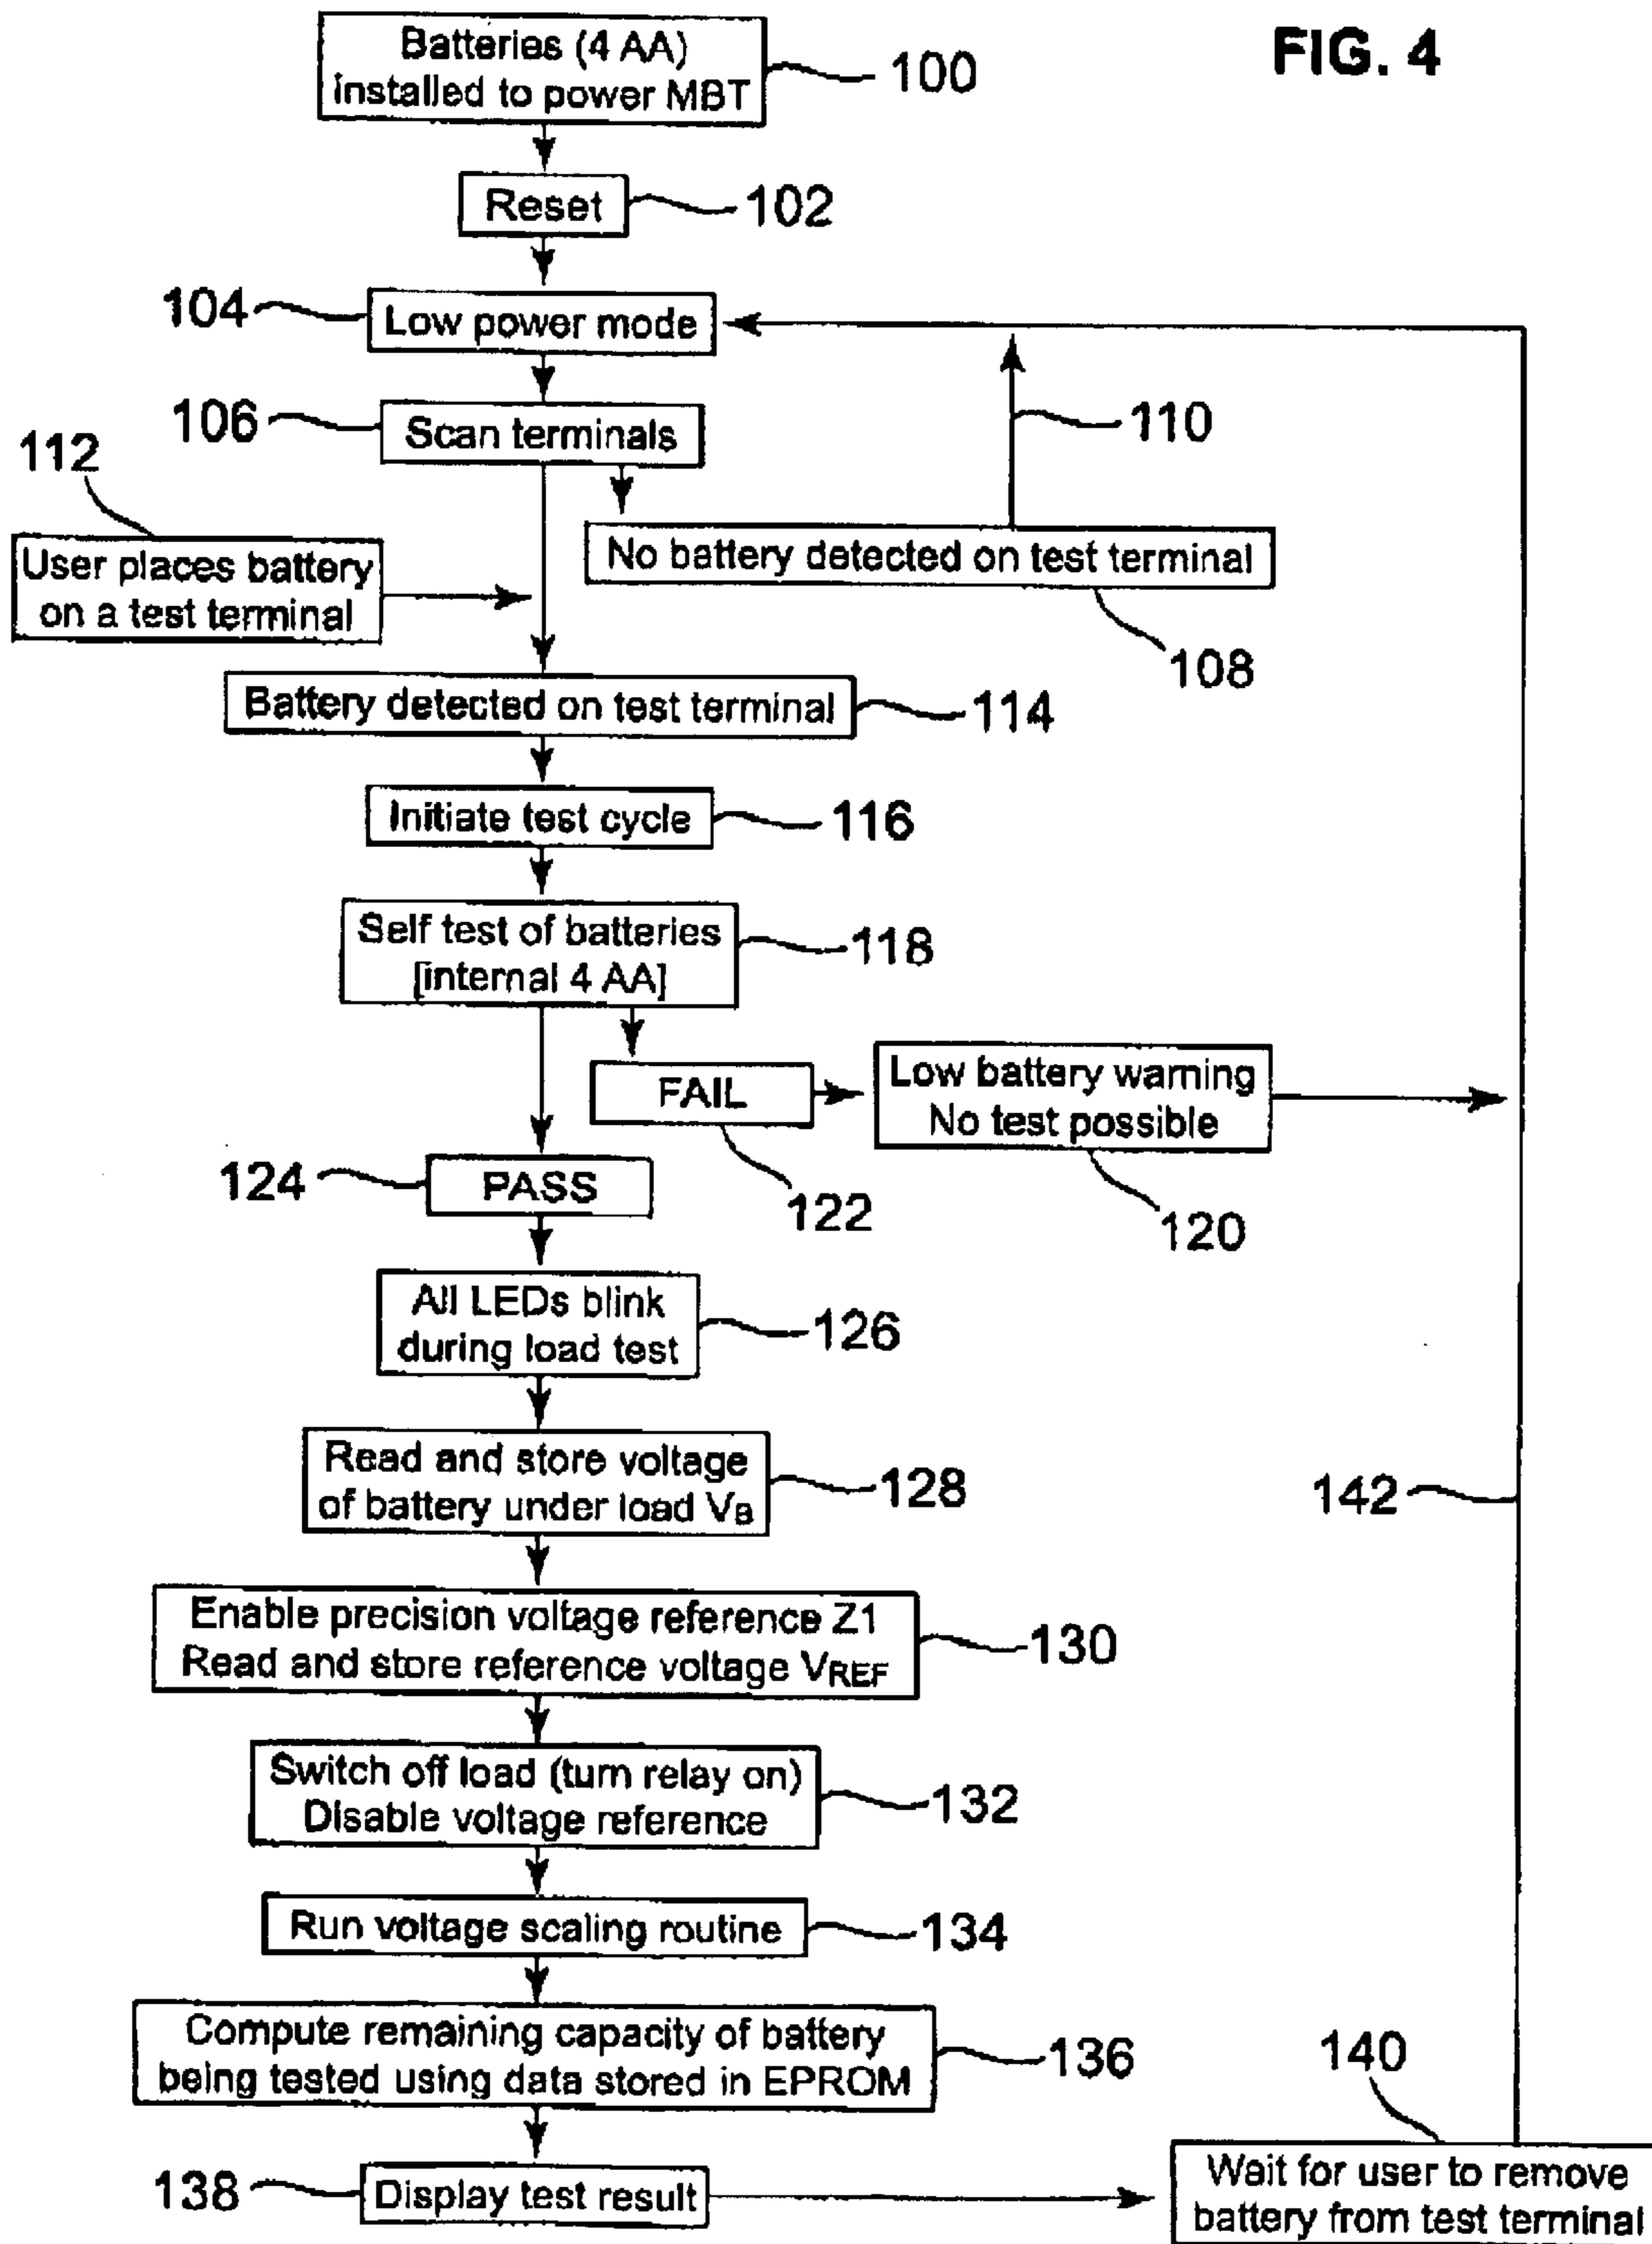 FIG. 4
Batteries (4 AA)
installed to power MBT
100
Reset
102
104
Low power mode
106
Scan terminals
110
112
User places battery
on a test terminal
No battery detected on test terminal
108
Battery detected on test terminal
114
Initiate test cycle
116
Self test of batteries
[internal 4 AA]
118
FAIL
122
Low battery warning
No test possible
120
124
PASS
All LEDs blink
during load test
126
Read and store voltage
of battery under load VB
128
142
Enable precision voltage reference Z1
Read and store reference voltage VREF
130
Switch off load (turn relay on)
Disable voltage reference
132
Run voltage scaling routine
134
Compute remaining capacity of battery
being tested using data stored in EPROM
136
138
Display test result
140
Wait for user to remove
battery from test terminal